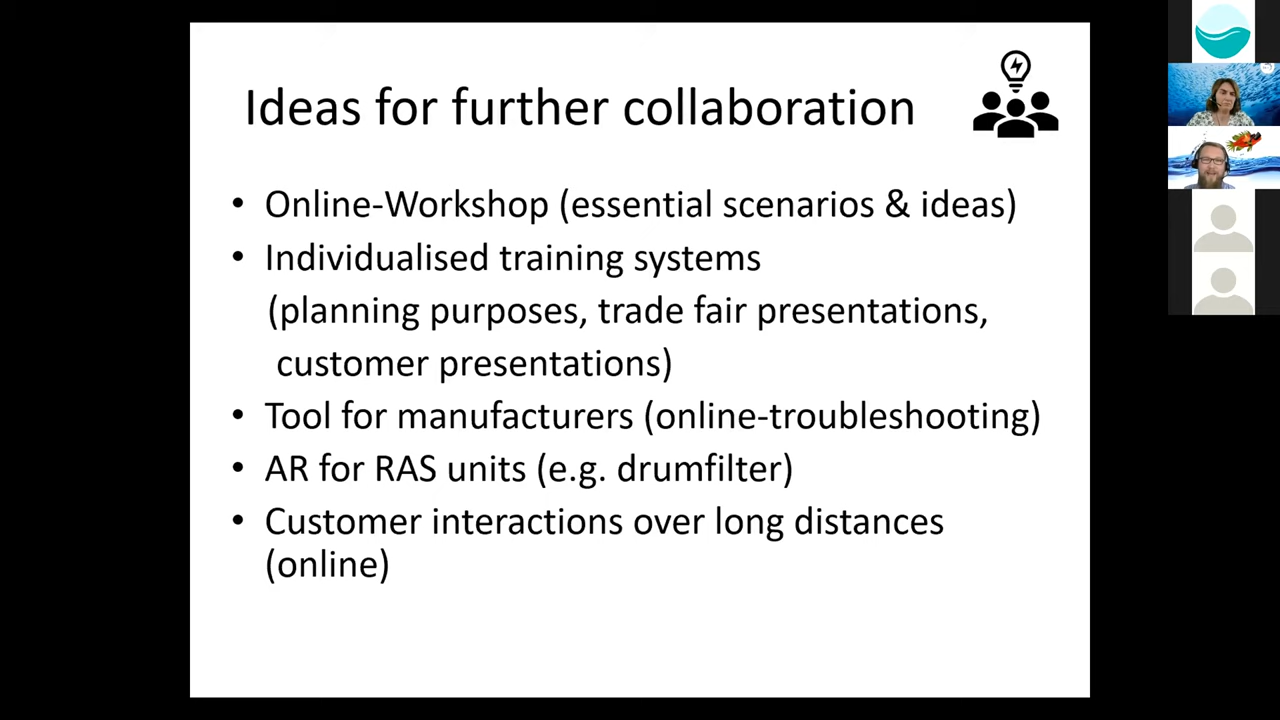 Ideas for further collaboration
• Online-Workshop (essential scenarios & ideas)
• Individualised training systems
(planning purposes, trade fair presentations,
customer presentations)
• Tool for manufacturers (online-troubleshooting)
• AR for RAS units (e.g. drumfilter)
• Customer interactions over long distances
(online)